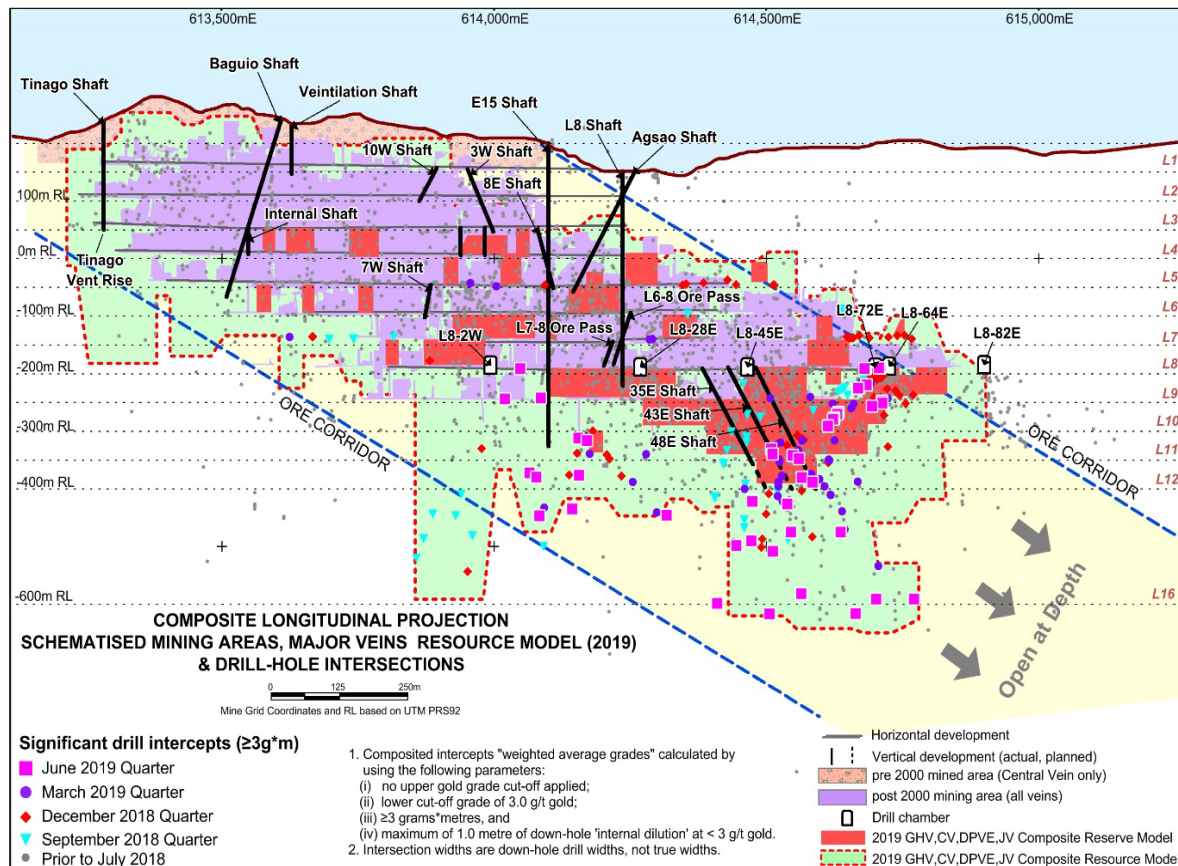 613,500mE
614,000mE
614,500mE
615,000mE
Tinago Shaft
Baguio Shaft
Veintilation Shaft
E15 Shaft
L8 Shaft
Agsao Shaft
10W Shaft
3W Shaft
8E Shaft
L1
L2
L3
L4
L5
L6
L7
L8
L9
L10
L11
L12
L16
100m RL
0m RL
-100m RL
-200m RL
-300m RL
-400m RL
-600m RL
Internal Shaft
Tinago
Vent Rise
7W Shaft
L6-8 Ore Pass
L7-8 Ore Pass
L8-2W
L8-28E
L8-45E
L8-72E
L8-64E
L8-82E
35E Shaft
43E Shaft
48E Shaft
ORE CORRIDOR
ORE CORRIDOR
Open at Depth
COMPOSITE LONGITUDINAL PROJECTION
SCHEMATISED MINING AREAS, MAJOR VEINS RESOURCE MODEL (2019)
& DRILL-HOLE INTERSECTIONS
0 125 250m
Mine Grid Coordinates and RL based on UTM PRS92
Significant drill intercepts (≥3g*m)
June 2019 Quarter
March 2019 Quarter
December 2018 Quarter
September 2018 Quarter
Prior to July 2018
1. Composited intercepts "weighted average grades" calculated by
using the following parameters:
(i) no upper gold grade cut-off applied;
(ii) lower cut-off grade of 3.0 g/t gold;
(iii) ≥3 grams*metres, and
(iv) maximum of 1.0 metre of down-hole 'internal dilution' at < 3 g/t gold.
2. Intersection widths are down-hole drill widths, not true widths.
Horizontal development
Vertical development (actual, planned)
pre 2000 mined area (Central Vein only)
post 2000 mining area (all veins)
Drill chamber
2019 GHV,CV,DPVE,JV Composite Reserve Model
2019 GHV,CV,DPVE,JV Composite Resource Model